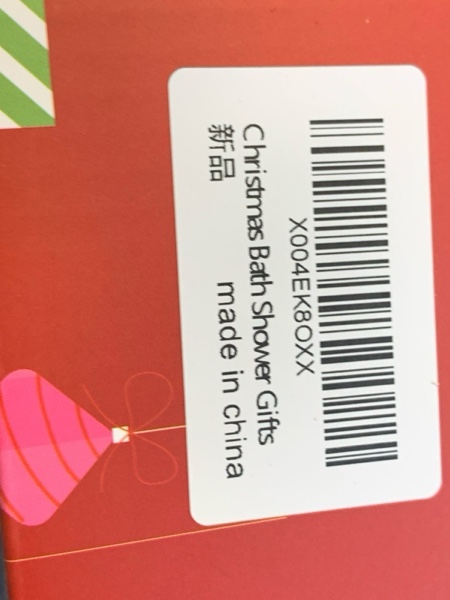 X004EK8OXX
Christmas Bath Shower Gifts
新品
made in china